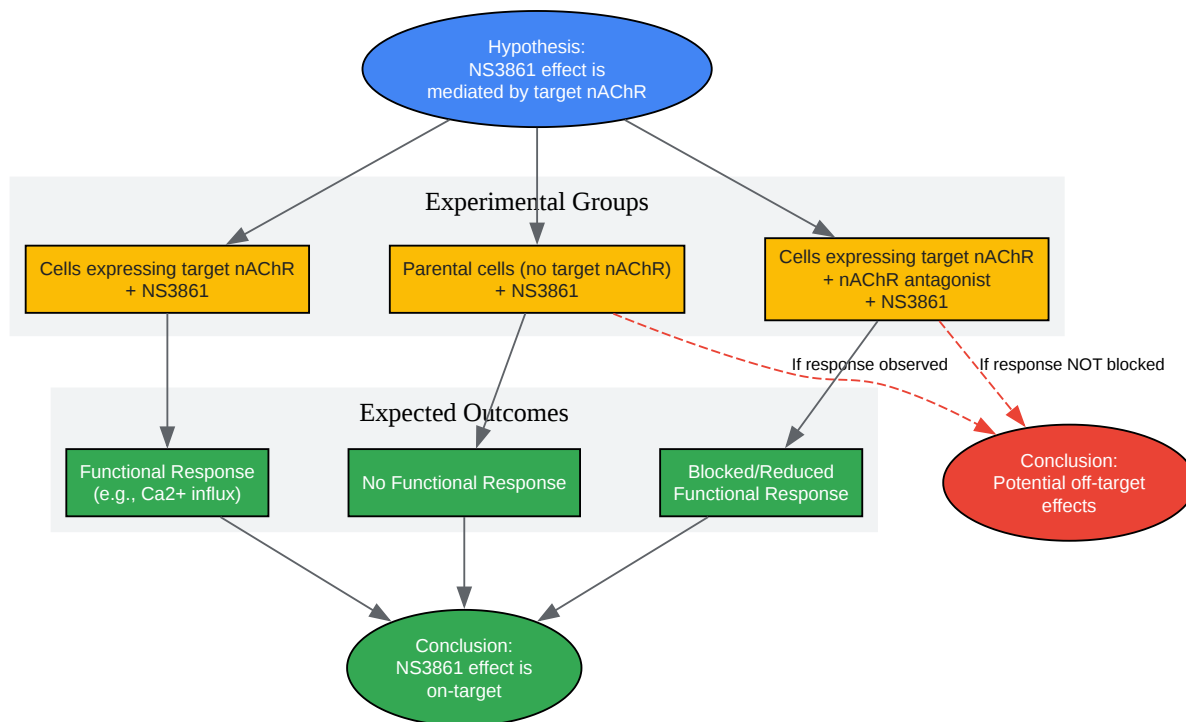 Hypothesis:
NS3861 effect is
mediated by target nAChR
Experimental Groups
Cells expressing target nAChR
+ NS3861
Parental cells (no target nAChR)
+ NS3861
Cells expressing target nAChR
+ nAChR antagonist
+ NS3861
If response observed
If response NOT blocked
Expected Outcomes
Functional Response
(e.g., Ca2+ influx)
No Functional Response
Blocked/Reduced
Functional Response
Conclusion:
Potential off-target
effects
Conclusion:
NS3861 effect is
on-target